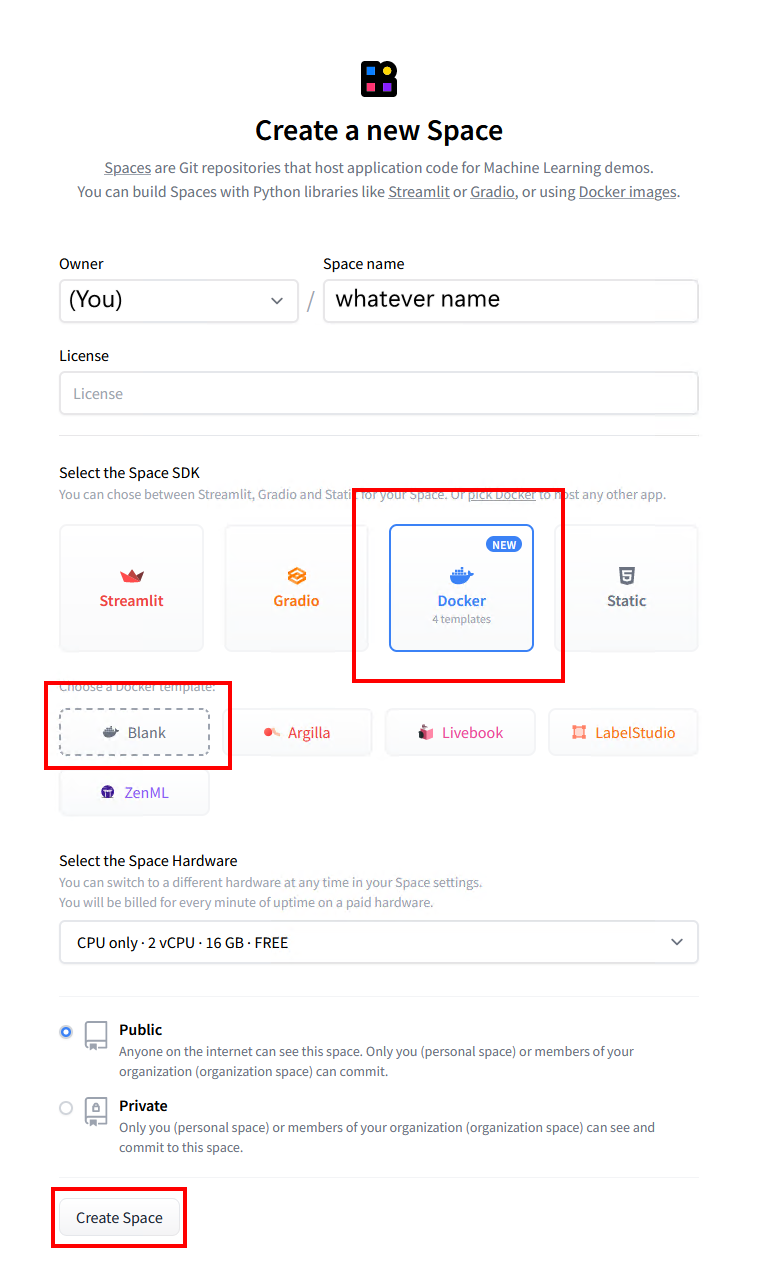 Create a new Space
Spaces are Git repositories that host application code for Machine Learning demos.
You can build Spaces with Python libraries like Streamlit or Gradio, or using Docker images.
Owner
Space name
(You)
/
whatever name
License
License
Select the Space SDK
You can chose between Streamlit, Gradio and Static for your Space. Or pick Docker to host any other app.
Streamlit
Gradio
NEW
Docker
4 templates
Static
Choose a Docker template:
Blank
Argilla
Livebook
LabelStudio
ZenML
Select the Space Hardware
You can switch to a different hardware at any time in your Space settings.
You will be billed for every minute of uptime on a paid hardware.
CPU only · 2 vCPU · 16 GB · FREE
Public
Anyone on the internet can see this space. Only you (personal space) or members of your
organization (organization space) can commit.
Private
Only you (personal space) or members of your organization (organization space) can see and
commit to this space.
Create Space